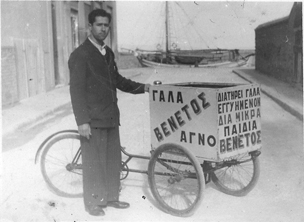 ΓΑΛΑ
ΒΕΝΕΤΟΣ
ΑΓΝΟ
ΔΙΑΤΗΡΕΙ ΓΑΛΑ
ΕΓΓΥΗΜΕΝΟΝ
ΔΙΑ ΜΙΚΡΑ
ΠΑΙΔΙΑ
ΒΕΝΕΤΟΣ